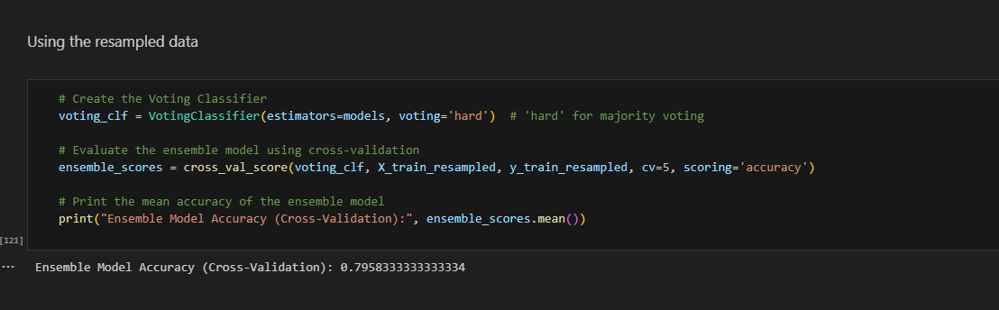 Using the resampled data
# Create the Voting Classifier
voting_clf = VotingClassifier(estimators=models, voting='hard')  # 'hard' for majority voting
# Evaluate the ensemble model using cross-validation
ensemble_scores = cross_val_score(voting_clf, X_train_resampled, y_train_resampled, cv=5, scoring='accuracy')
# Print the mean accuracy of the ensemble model
print("Ensemble Model Accuracy (Cross-Validation):", ensemble_scores.mean())
[121]
... Ensemble Model Accuracy (Cross-Validation): 0.7958333333333334